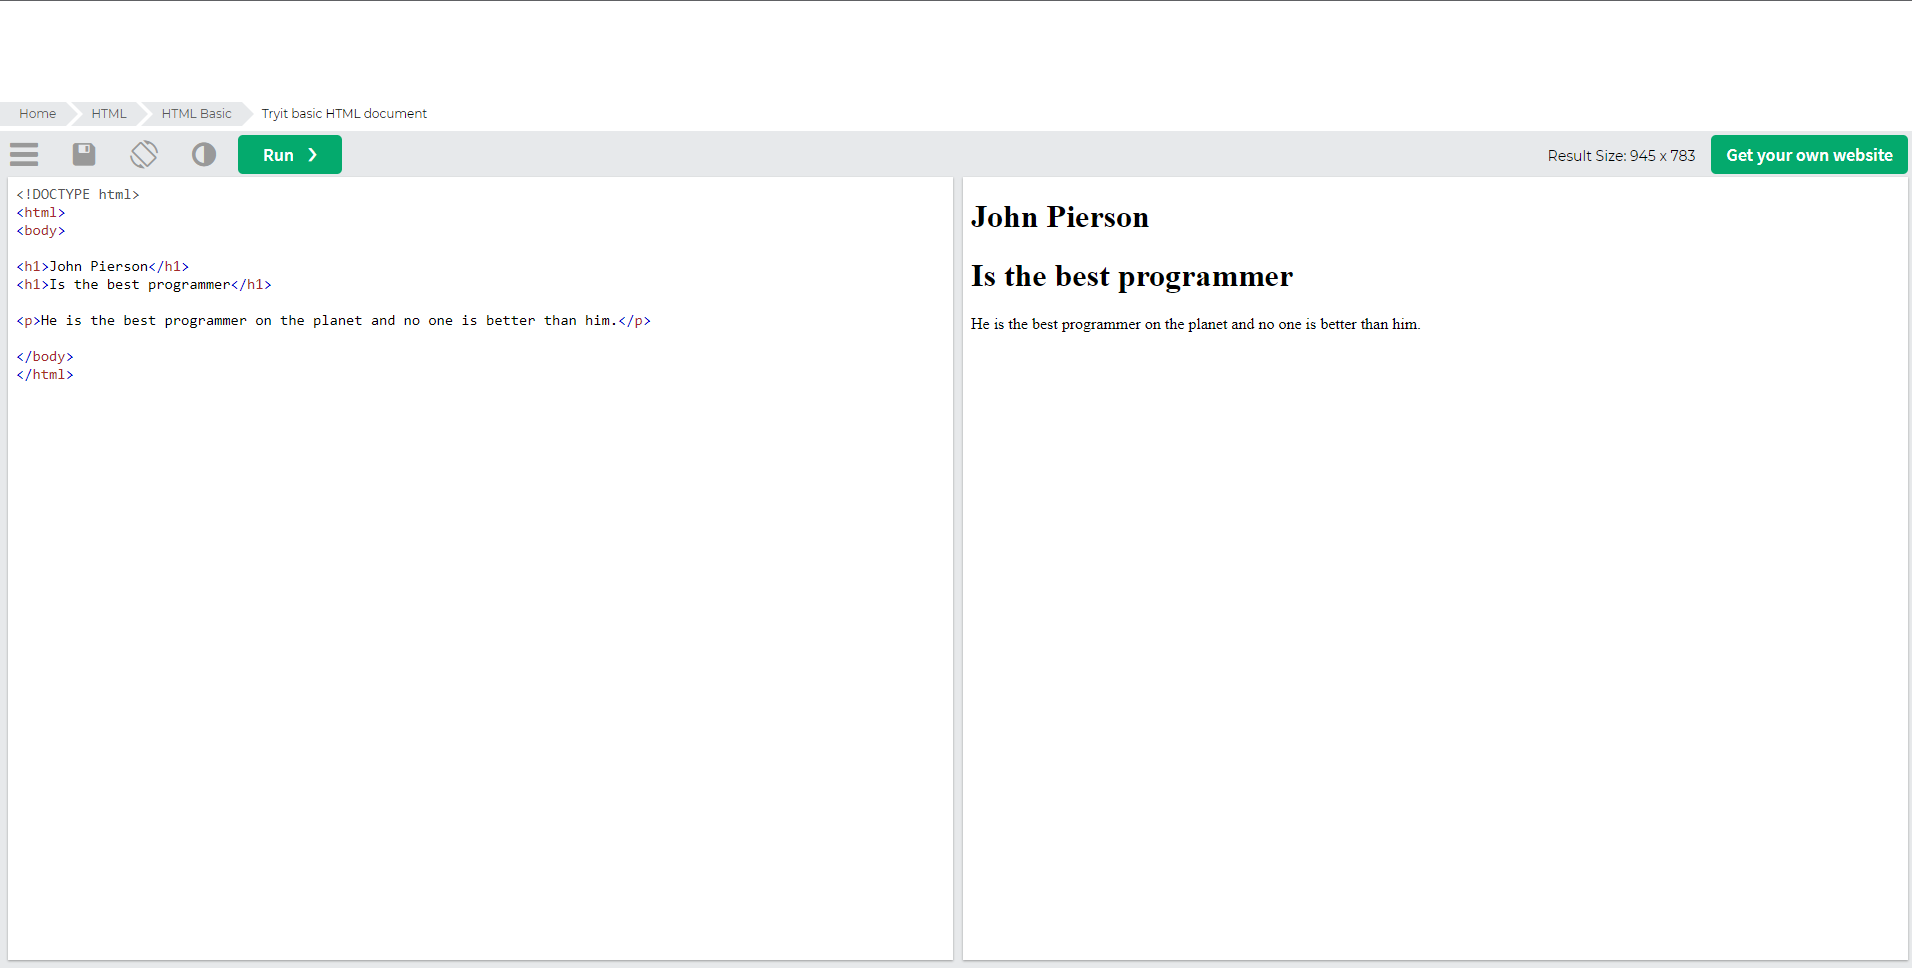 Home HTML HTML Basic Tryit basic HTML document
Run ❯ Result Size: 945 x 783 Get your own website
<!DOCTYPE html>
<html>
<body>
<h1>John Pierson</h1>
<h1>Is the best programmer</h1>
<p>He is the best programmer on the planet and no one is better than him.</p>
</body>
</html>
John Pierson
Is the best programmer
He is the best programmer on the planet and no one is better than him.